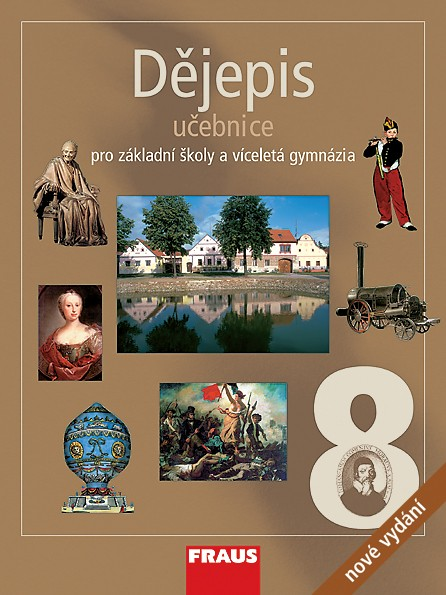 Dějepis
učebnice
pro základní školy a víceletá gymnázia
8
nové vydání
FRAUS